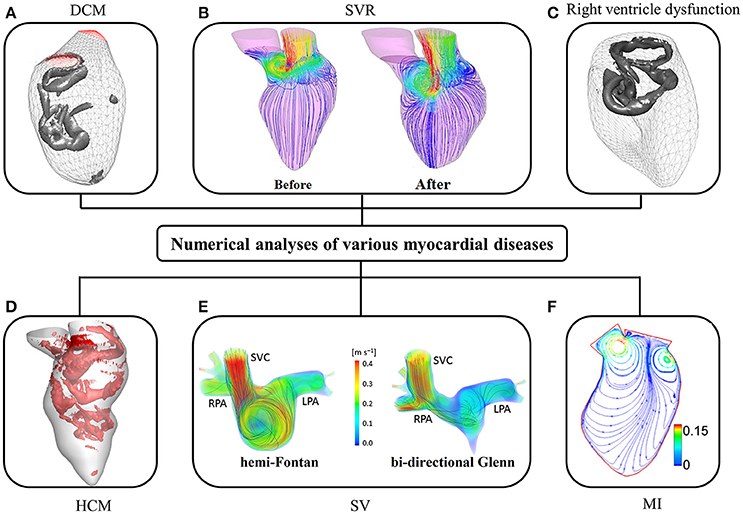 A
DCM
B
SVR
C
Right ventricle dysfunction
Before
After
Numerical analyses of various myocardial diseases
D
E
F
SVC
RPA
LPA
hemi-Fontan
[m s⁻¹]
0.4
0.3
0.2
0.1
0.0
SVC
RPA
LPA
bi-directional Glenn
0.15
0
HCM
SV
MI